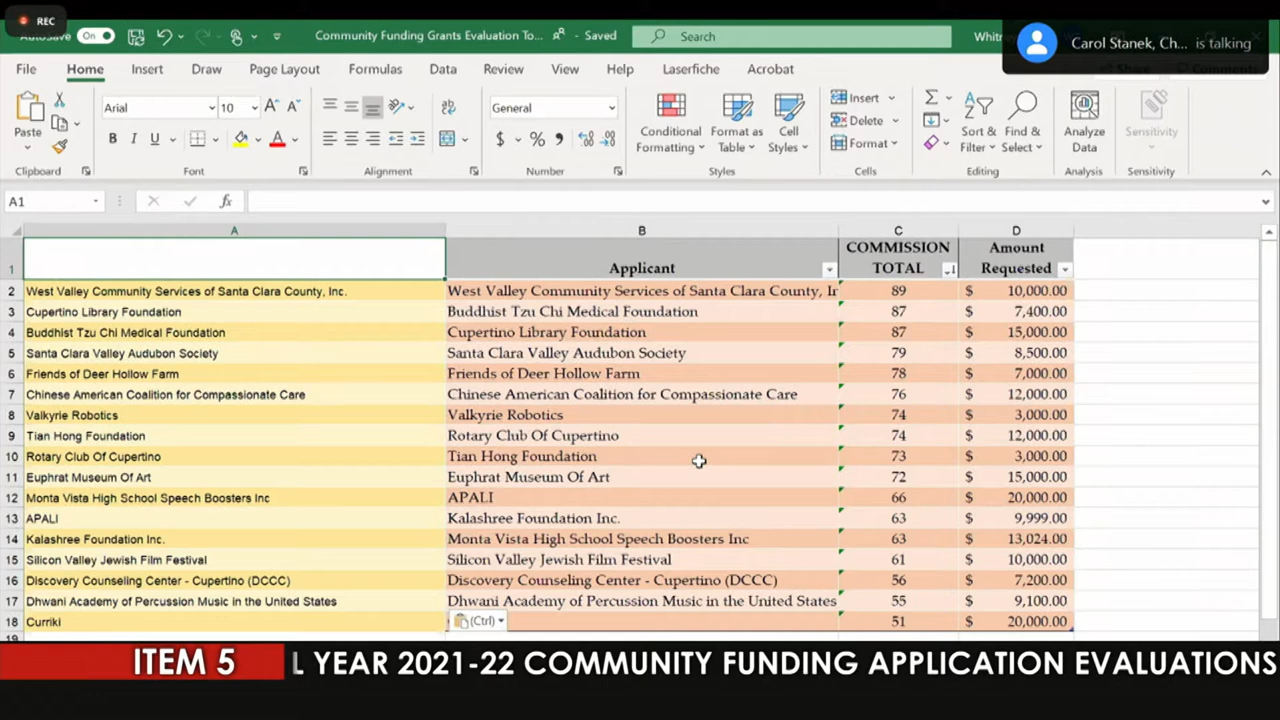 REC
AutoSave On
Community Funding Grants Evaluation To... - Saved
Search
Carol Stanek, Ch... is talking
File Home Insert Draw Page Layout Formulas Data Review View Help Laserfiche Acrobat
Arial 10
General
Paste
B I U
$ % 9
Conditional Formatting
Format as Table
Cell Styles
Insert
Delete
Format
Sort & Filter
Find & Select
Analyze Data
Sensitivity
Clipboard Font Alignment Number Styles Cells Editing Analysis Sensitivity
A1 fx
A B C D
1 Applicant COMMISSION TOTAL Amount Requested
2 West Valley Community Services of Santa Clara County, Inc. West Valley Community Services of Santa Clara County, Ir 89 $ 10,000.00
3 Cupertino Library Foundation Buddhist Tzu Chi Medical Foundation 87 $ 7,400.00
4 Buddhist Tzu Chi Medical Foundation Cupertino Library Foundation 87 $ 15,000.00
5 Santa Clara Valley Audubon Society Santa Clara Valley Audubon Society 79 $ 8,500.00
6 Friends of Deer Hollow Farm Friends of Deer Hollow Farm 78 $ 7,000.00
7 Chinese American Coalition for Compassionate Care Chinese American Coalition for Compassionate Care 76 $ 12,000.00
8 Valkyrie Robotics Valkyrie Robotics 74 $ 3,000.00
9 Tian Hong Foundation Rotary Club Of Cupertino 74 $ 12,000.00
10 Rotary Club Of Cupertino Tian Hong Foundation 73 $ 3,000.00
11 Euphrat Museum Of Art Euphrat Museum Of Art 72 $ 15,000.00
12 Monta Vista High School Speech Boosters Inc APALI 66 $ 20,000.00
13 APALI Kalashree Foundation Inc. 63 $ 9,999.00
14 Kalashree Foundation Inc. Monta Vista High School Speech Boosters Inc 63 $ 13,024.00
15 Silicon Valley Jewish Film Festival Silicon Valley Jewish Film Festival 61 $ 10,000.00
16 Discovery Counseling Center - Cupertino (DCCC) Discovery Counseling Center - Cupertino (DCCC) 56 $ 7,200.00
17 Dhwani Academy of Percussion Music in the United States Dhwani Academy of Percussion Music in the United States 55 $ 9,100.00
18 Curriki (Ctrl) 51 $ 20,000.00
ITEM 5 L YEAR 2021-22 COMMUNITY FUNDING APPLICATION EVALUATIONS